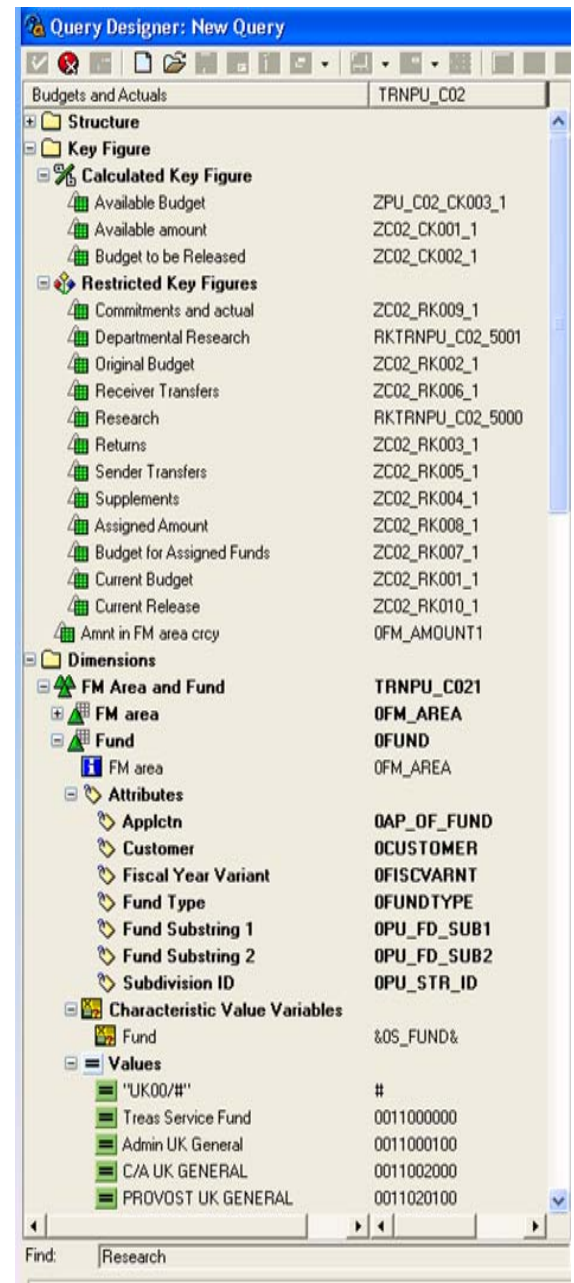 Query Designer: New Query
Budgets and Actuals TRNPU_C02
Structure
Key Figure
Calculated Key Figure
Available Budget ZPU_C02_CK003_1
Available amount ZC02_CK001_1
Budget to be Released ZC02_CK002_1
Restricted Key Figures
Commitments and actual ZC02_RK009_1
Departmental Research RKTRNPU_C02_5001
Original Budget ZC02_RK002_1
Receiver Transfers ZC02_RK006_1
Research RKTRNPU_C02_5000
Returns ZC02_RK003_1
Sender Transfers ZC02_RK005_1
Supplements ZC02_RK004_1
Assigned Amount ZC02_RK008_1
Budget for Assigned Funds ZC02_RK007_1
Current Budget ZC02_RK001_1
Current Release ZC02_RK010_1
Amnt in FM area crcy 0FM_AMOUNT1
Dimensions
FM Area and Fund TRNPU_C021
FM area 0FM_AREA
Fund 0FUND
FM area 0FM_AREA
Attributes
Applctn 0AP_OF_FUND
Customer 0CUSTOMER
Fiscal Year Variant 0FISCVARNT
Fund Type 0FUNDTYPE
Fund Substring 1 0PU_FD_SUB1
Fund Substring 2 0PU_FD_SUB2
Subdivision ID 0PU_STR_ID
Characteristic Value Variables
Fund &0S_FUND&
Values
"UK00/#" #
Treas Service Fund 0011000000
Admin UK General 0011000100
C/A UK GENERAL 0011002000
PROVOST UK GENERAL 0011020100
Find: Research